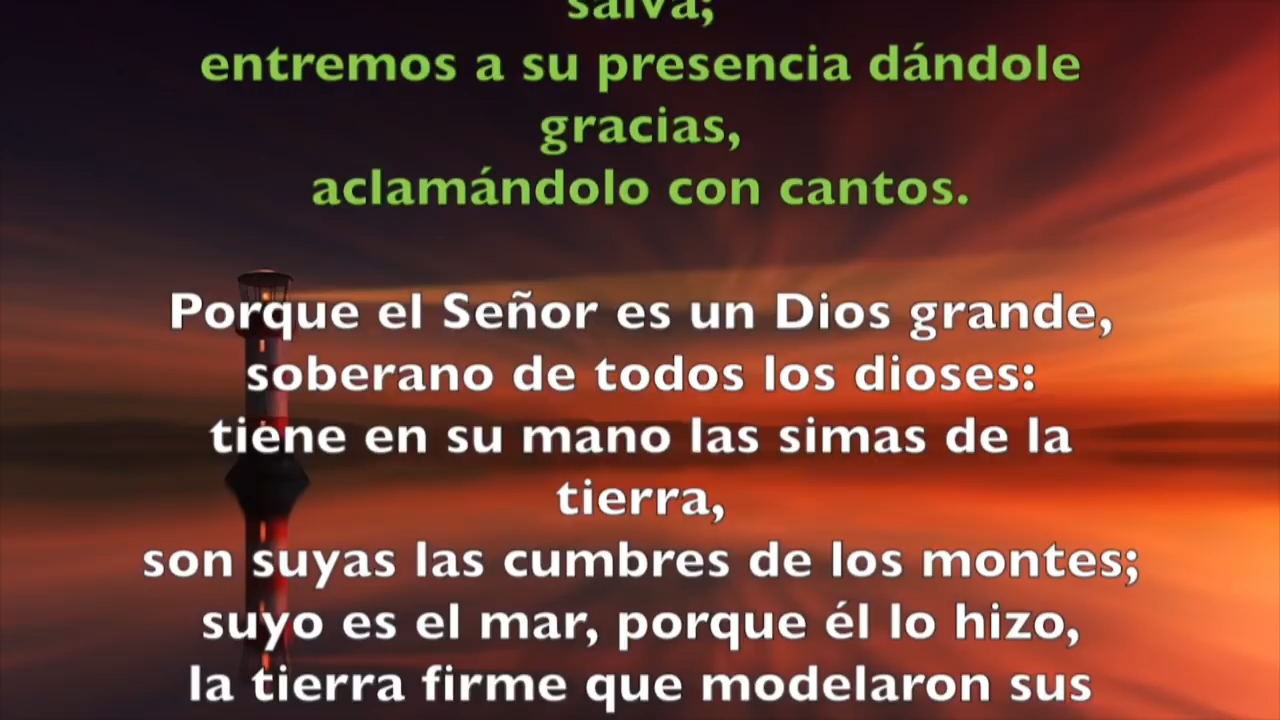 salva;
entremos a su presencia dándole
gracias,
aclamándolo con cantos.
Porque el Señor es un Dios grande,
soberano de todos los dioses:
tiene en su mano las simas de la
tierra,
son suyas las cumbres de los montes;
suyo es el mar, porque él lo hizo,
la tierra firme que modelaron sus